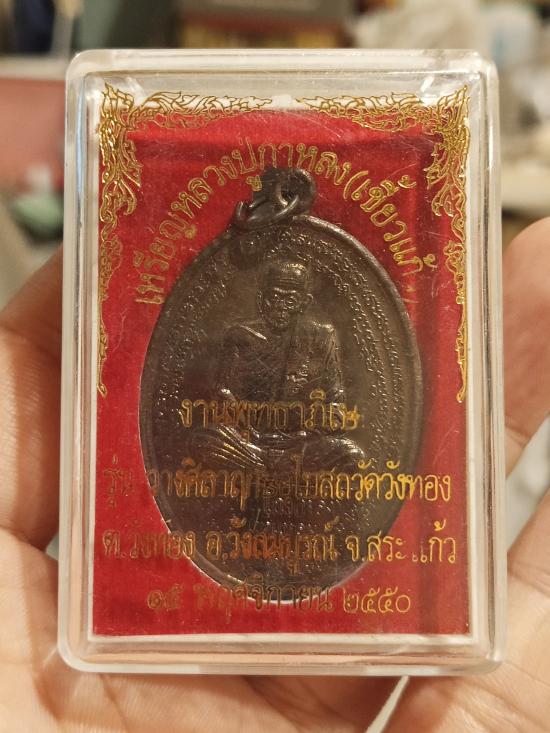 เหรียญหลวงปู่กาหลง(เขี้ยวแก้ว)
งานพุทธาภิเษ
รุ่น วางศิลาฤกษ์อุโบสถวัดวังทอง
ต.วังทอง อ.วังสมบูรณ์ จ.สระแก้ว
๑๕ พฤศจิกายน ๒๕๕๐